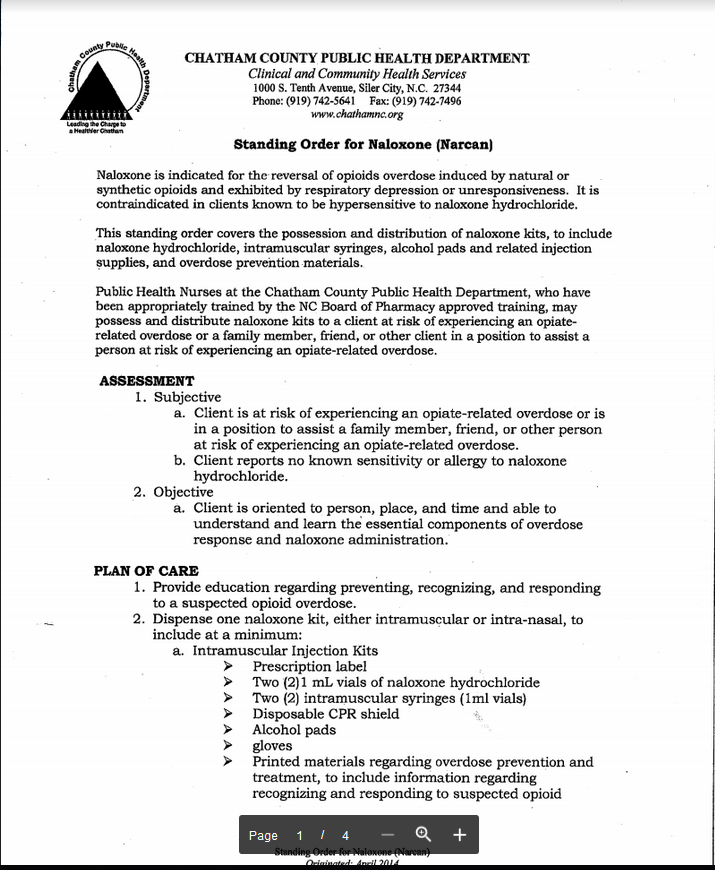 Chatham County Public Health Department
Leading the Charge to
a Healthier Chatham
CHATHAM COUNTY PUBLIC HEALTH DEPARTMENT
Clinical and Community Health Services
1000 S. Tenth Avenue, Siler City, N.C. 27344
Phone: (919) 742-5641 Fax: (919) 742-7496
www.chathamnc.org
Standing Order for Naloxone (Narcan)
Naloxone is indicated for the reversal of opioids overdose induced by natural or
synthetic opioids and exhibited by respiratory depression or unresponsiveness. It is
contraindicated in clients known to be hypersensitive to naloxone hydrochloride.
This standing order covers the possession and distribution of naloxone kits, to include
naloxone hydrochloride, intramuscular syringes, alcohol pads and related injection
supplies, and overdose prevention materials.
Public Health Nurses at the Chatham County Public Health Department, who have
been appropriately trained by the NC Board of Pharmacy approved training, may
possess and distribute naloxone kits to a client at risk of experiencing an opiate-
related overdose or a family member, friend, or other client in a position to assist a
person at risk of experiencing an opiate-related overdose.
ASSESSMENT
1. Subjective
a. Client is at risk of experiencing an opiate-related overdose or is
in a position to assist a family member, friend, or other person
at risk of experiencing an opiate-related overdose.
b. Client reports no known sensitivity or allergy to naloxone
hydrochloride.
2. Objective
a. Client is oriented to person, place, and time and able to
understand and learn the essential components of overdose
response and naloxone administration.
PLAN OF CARE
1. Provide education regarding preventing, recognizing, and responding
to a suspected opioid overdose.
2. Dispense one naloxone kit, either intramuscular or intra-nasal, to
include at a minimum:
a. Intramuscular Injection Kits
➢ Prescription label
➢ Two (2)1 mL vials of naloxone hydrochloride
➢ Two (2) intramuscular syringes (1ml vials)
➢ Disposable CPR shield
➢ Alcohol pads
➢ gloves
➢ Printed materials regarding overdose prevention and
treatment, to include information regarding
recognizing and responding to suspected opioid
Page 1 / 4
Standing Order for Naloxone (Narcan)
Originated: April 2014